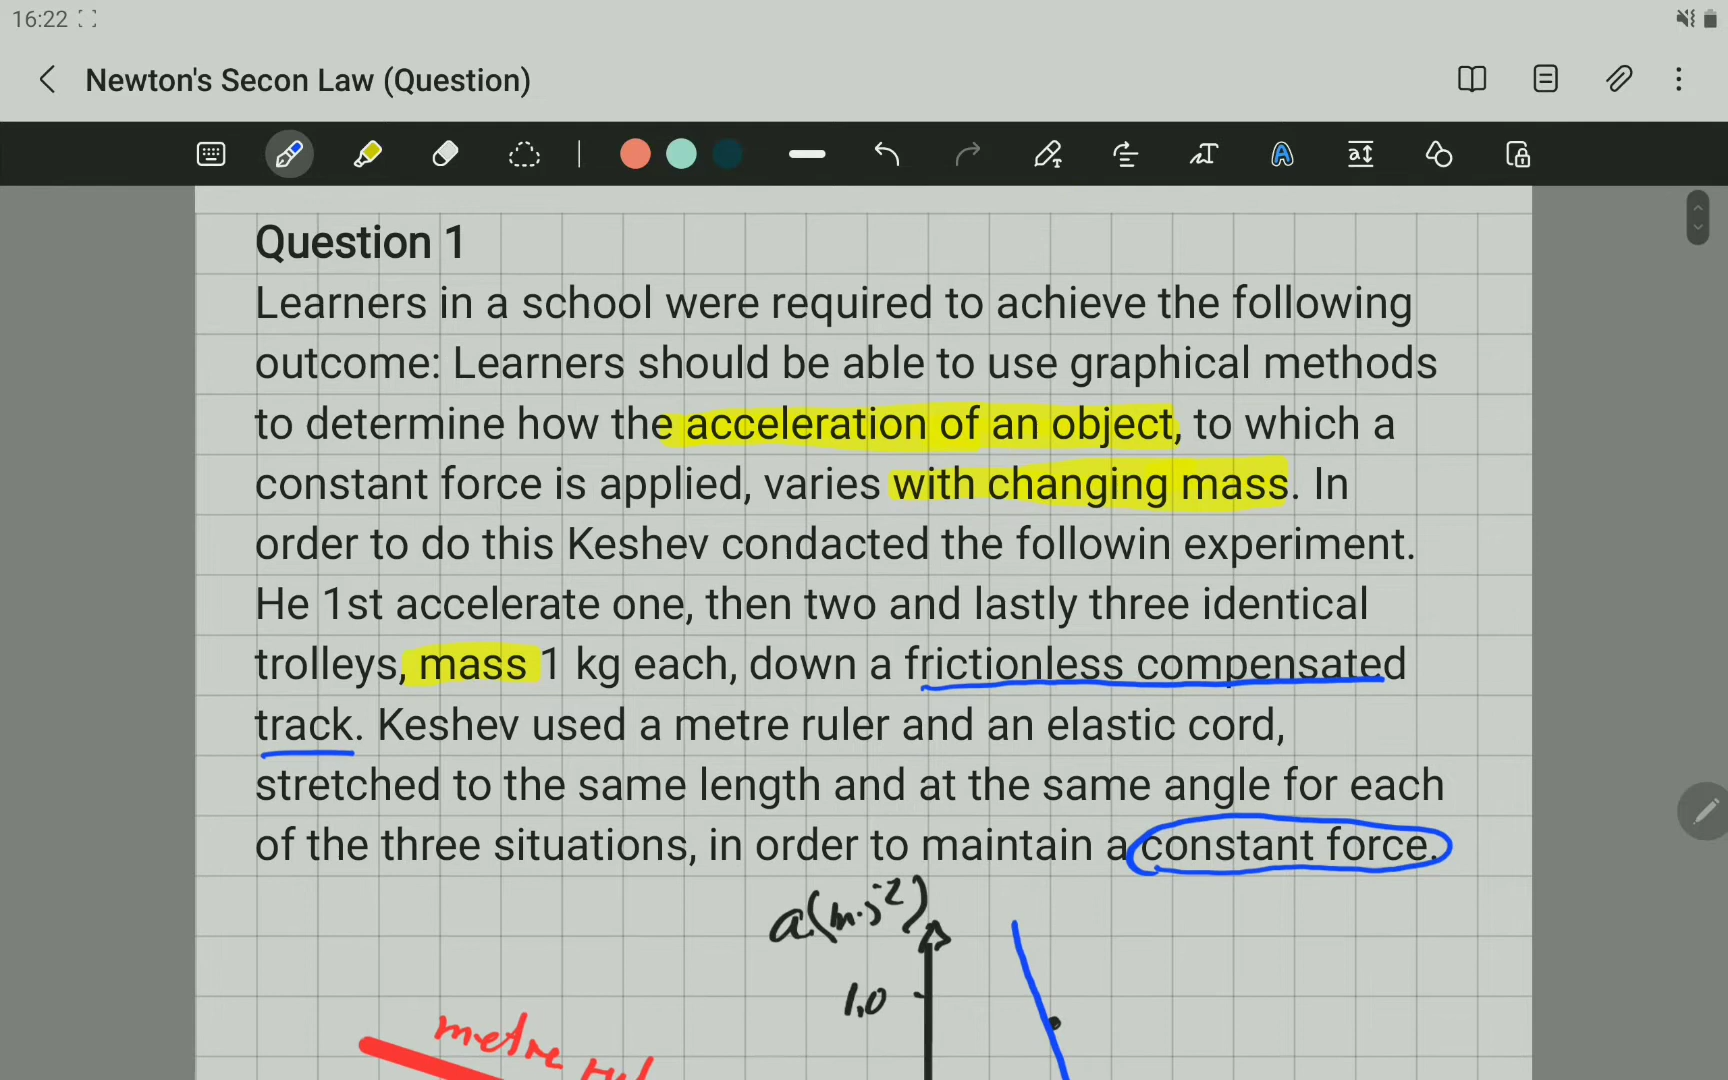 16:22
Newton's Secon Law (Question)
Question 1
Learners in a school were required to achieve the following
outcome: Learners should be able to use graphical methods
to determine how the acceleration of an object, to which a
constant force is applied, varies with changing mass. In
order to do this Keshev condacted the followin experiment.
He 1st accelerate one, then two and lastly three identical
trolleys, mass 1 kg each, down a frictionless compensated
track. Keshev used a metre ruler and an elastic cord,
stretched to the same length and at the same angle for each
of the three situations, in order to maintain a constant force.
a(m.s⁻²)
1,0
metre